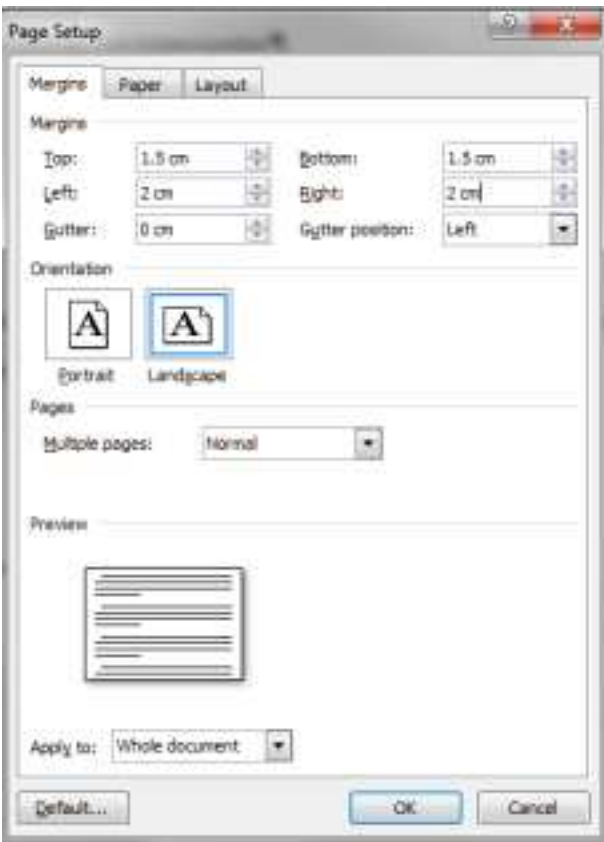 Page Setup
Margins Paper Layout
Margins
Top: 1.5 cm Bottom: 1.5 cm
Left: 2 cm Right: 2 cm
Gutter: 0 cm Gutter position: Left
Orientation
A A
Portrait Landscape
Pages
Multiple pages: Normal
Preview
Apply to: Whole document
Default... OK Cancel